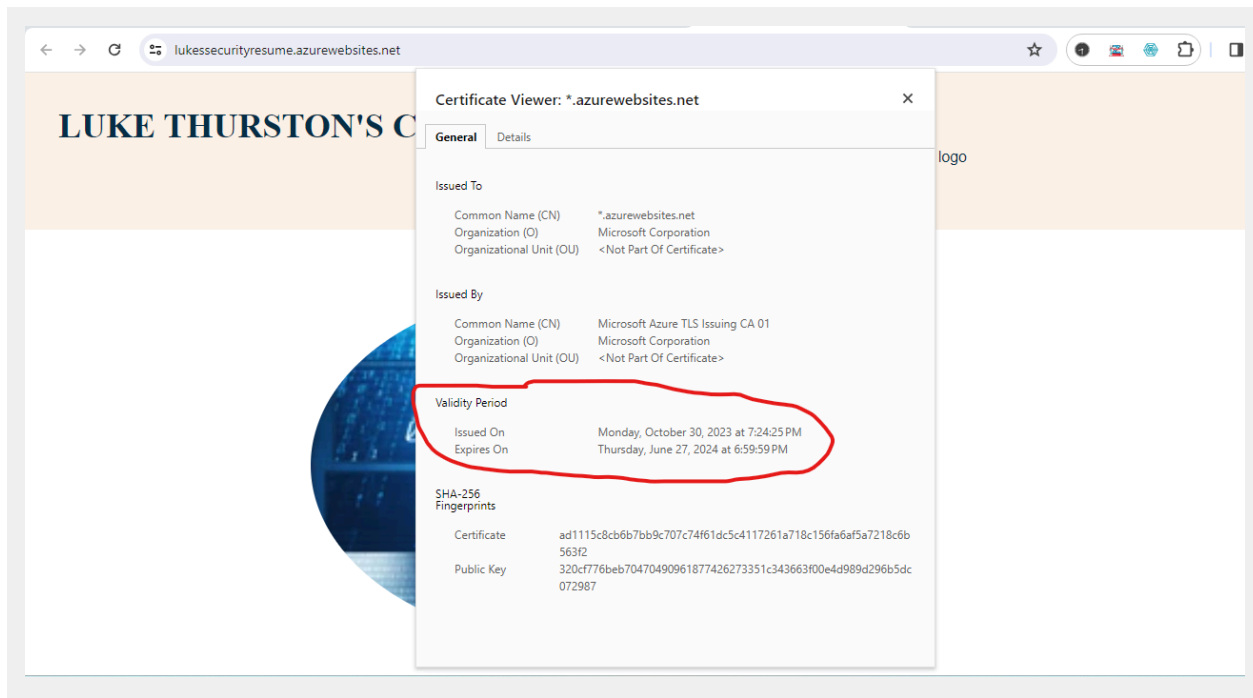 lukessecurityresume.azurewebsites.net
LUKE THURSTON'S C
logo
Certificate Viewer: *.azurewebsites.net
General Details
Issued To
Common Name (CN) *.azurewebsites.net
Organization (O) Microsoft Corporation
Organizational Unit (OU) <Not Part Of Certificate>
Issued By
Common Name (CN) Microsoft Azure TLS Issuing CA 01
Organization (O) Microsoft Corporation
Organizational Unit (OU) <Not Part Of Certificate>
Validity Period
Issued On Monday, October 30, 2023 at 7:24:25 PM
Expires On Thursday, June 27, 2024 at 6:59:59 PM
SHA-256
Fingerprints
Certificate ad1115c8cb6b7bb9c707c74f61dc5c4117261a718c156fa6af5a7218c6b
563f2
Public Key 320cf776beb70470490961877426273351c343663f00e4d989d296b5dc
072987